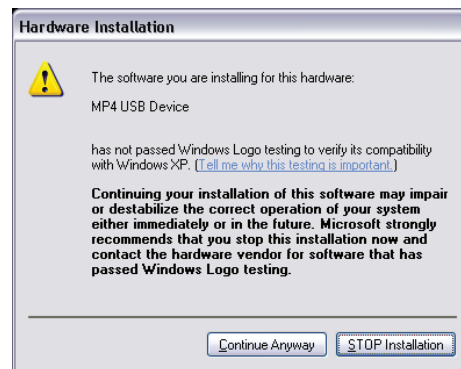 Hardware Installation
The software you are installing for this hardware:
MP4 USB Device
has not passed Windows Logo testing to verify its compatibility
with Windows XP. (Tell me why this testing is important.)
Continuing your installation of this software may impair
or destabilize the correct operation of your system
either immediately or in the future. Microsoft strongly
recommends that you stop this installation now and
contact the hardware vendor for software that has
passed Windows Logo testing.
Continue Anyway STOP Installation